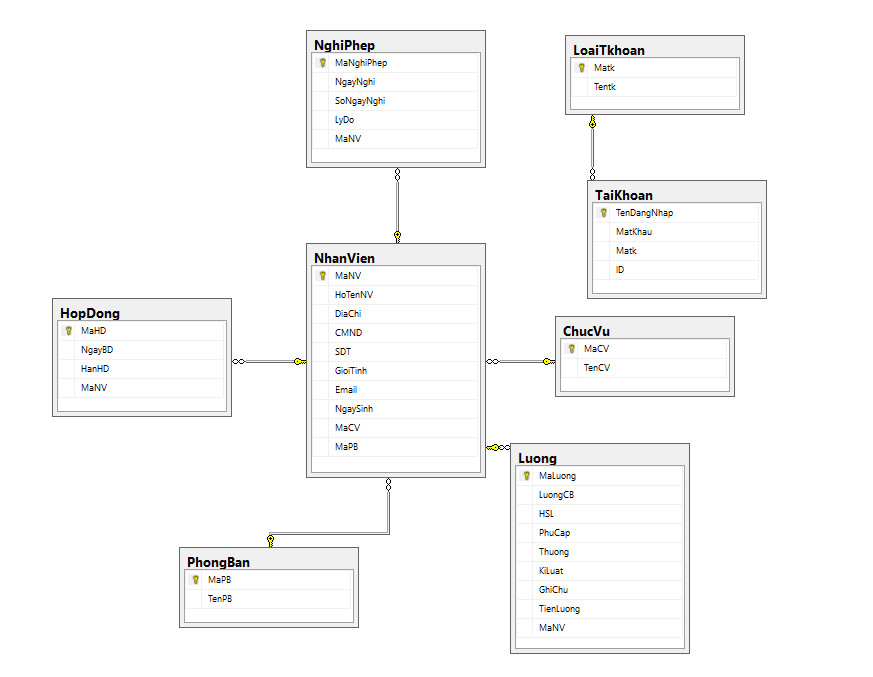 NghiPhep
MaNghiPhep
NgayNghi
SoNgayNghi
LyDo
MaNV
LoaiTkhoan
Matk
Tentk
TaiKhoan
TenDangNhap
MatKhau
Matk
ID
NhanVien
MaNV
HoTenNV
DiaChi
CMND
SDT
GioiTinh
Email
NgaySinh
MaCV
MaPB
HopDong
MaHD
NgayBD
HanHD
MaNV
ChucVu
MaCV
TenCV
Luong
MaLuong
LuongCB
HSL
PhuCap
Thuong
KiLuat
GhiChu
TienLuong
MaNV
PhongBan
MaPB
TenPB